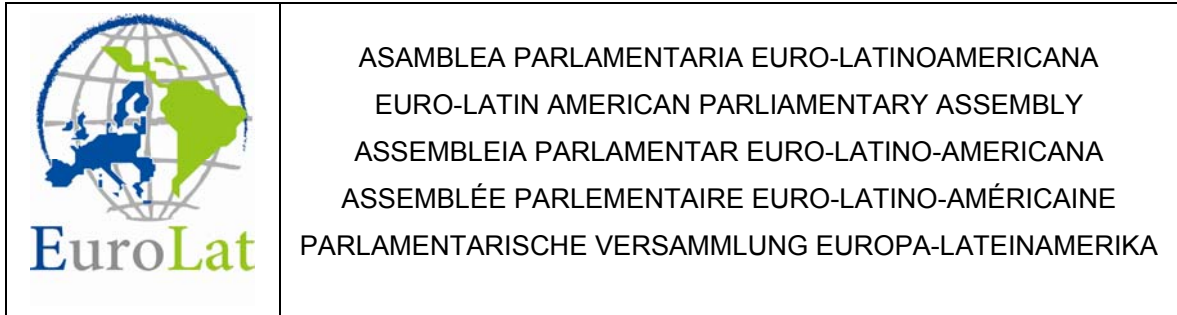 EuroLat
ASAMBLEA PARLAMENTARIA EURO-LATINOAMERICANA
EURO-LATIN AMERICAN PARLIAMENTARY ASSEMBLY
ASSEMBLEIA PARLAMENTAR EURO-LATINO-AMERICANA
ASSEMBLÉE PARLEMENTAIRE EURO-LATINO-AMÉRICAINE
PARLAMENTARISCHE VERSAMMLUNG EUROPA-LATEINAMERIKA